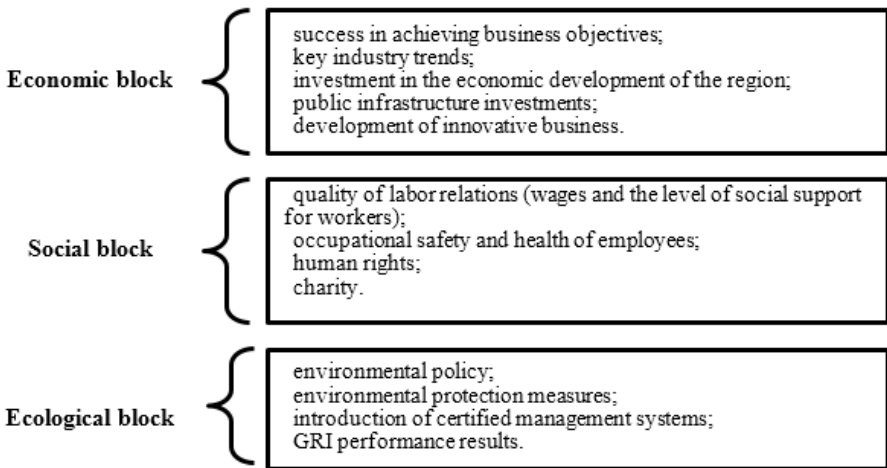 Economic block
success in achieving business objectives;
key industry trends;
investment in the economic development of the region;
public infrastructure investments;
development of innovative business.
Social block
quality of labor relations (wages and the level of social support
for workers);
occupational safety and health of employees;
human rights;
charity.
Ecological block
environmental policy;
environmental protection measures;
introduction of certified management systems;
GRI performance results.